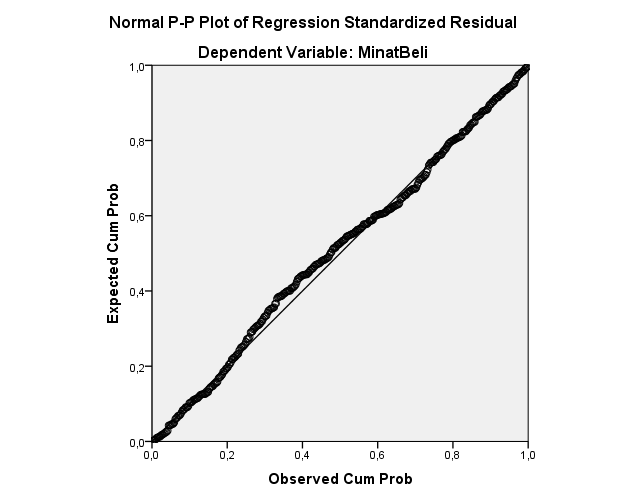 Normal P-P Plot of Regression Standardized Residual
Dependent Variable: MinatBeli
Expected Cum Prob
1,0
0,8
0,6
0,4
0,2
0,0
0,0 0,2 0,4 0,6 0,8 1,0
Observed Cum Prob